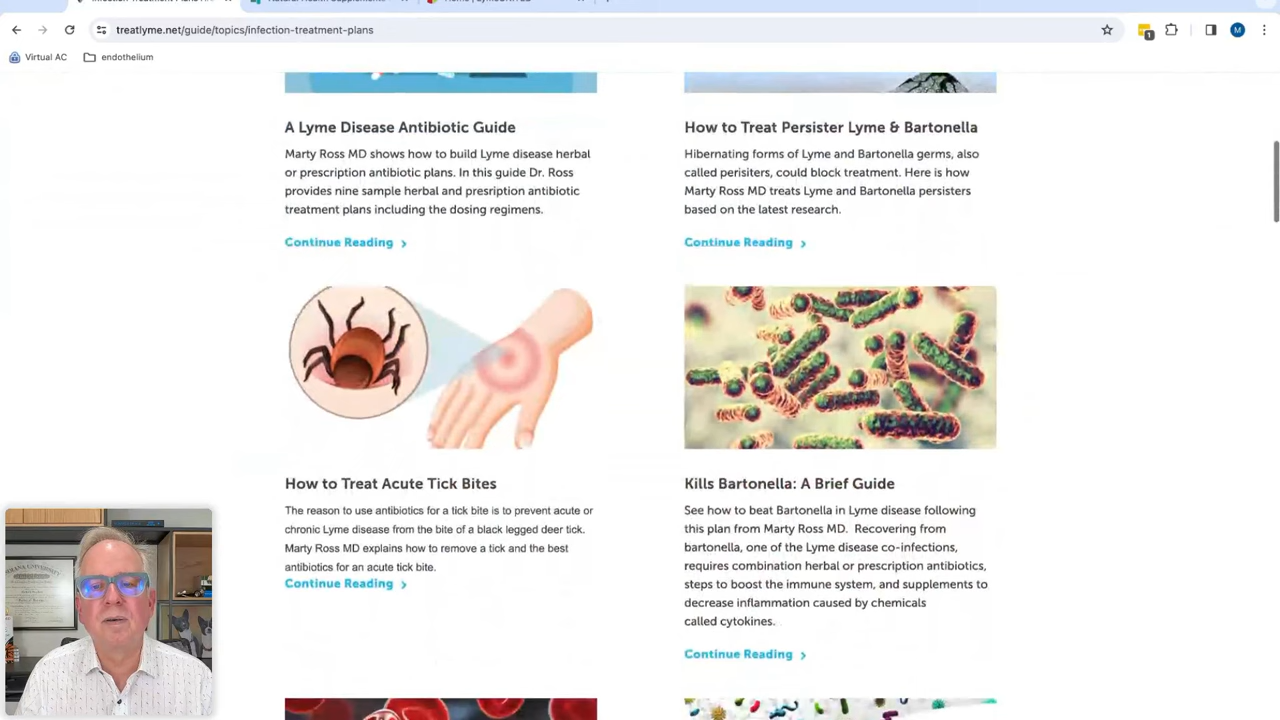 treatlyme.net/guide/topics/infection-treatment-plans
1
M
Virtual AC
endothelium
A Lyme Disease Antibiotic Guide
Marty Ross MD shows how to build Lyme disease herbal
or prescription antibiotic plans. In this guide Dr. Ross
provides nine sample herbal and presription antibiotic
treatment plans including the dosing regimens.
Continue Reading
How to Treat Persister Lyme & Bartonella
Hibernating forms of Lyme and Bartonella germs, also
called perisiters, could block treatment. Here is how
Marty Ross MD treats Lyme and Bartonella persisters
based on the latest research.
Continue Reading
How to Treat Acute Tick Bites
The reason to use antibiotics for a tick bite is to prevent acute or
chronic Lyme disease from the bite of a black legged deer tick.
Marty Ross MD explains how to remove a tick and the best
antibiotics for an acute tick bite.
Continue Reading
Kills Bartonella: A Brief Guide
See how to beat Bartonella in Lyme disease following
this plan from Marty Ross MD. Recovering from
bartonella, one of the Lyme disease co-infections,
requires combination herbal or prescription antibiotics,
steps to boost the immune system, and supplements to
decrease inflammation caused by chemicals
called cytokines.
Continue Reading